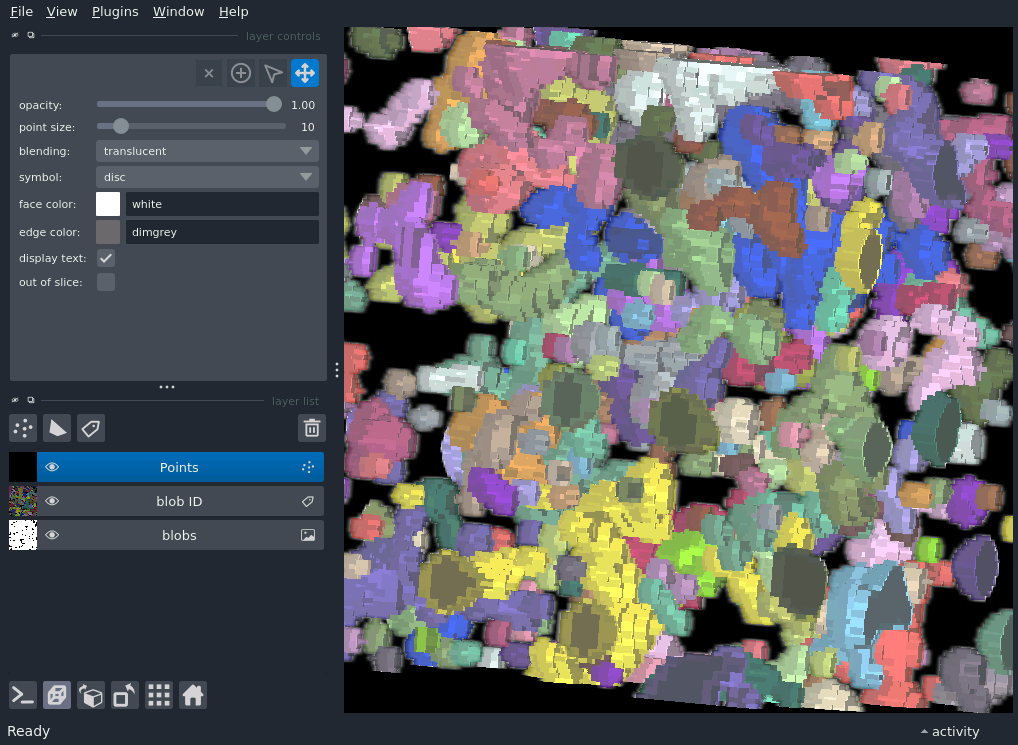 File View Plugins Window Help
layer controls
opacity: 1.00
point size: 10
blending: translucent
symbol: disc
face color: white
edge color: dimgrey
display text:
out of slice:
layer list
Points
blob ID
blobs
Ready
activity